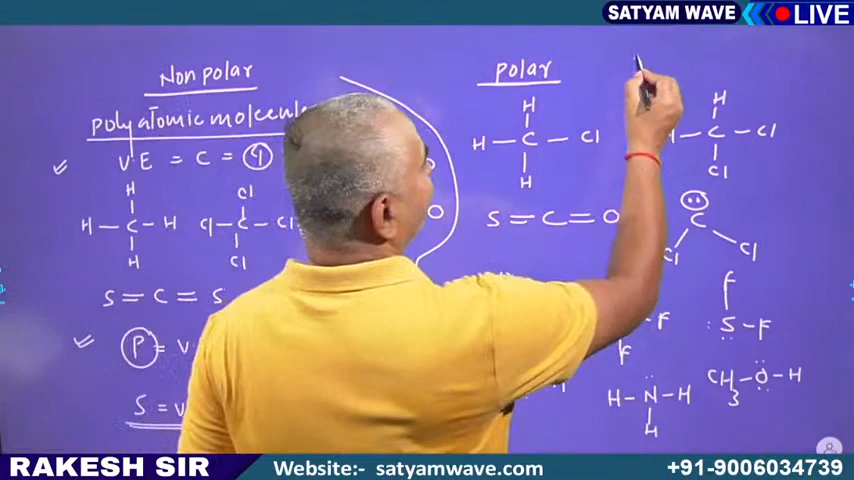 SATYAM WAVE LIVE
Non polar
polyatomic molecule
V.E = C = 4
H
H - C - H
H
Cl
Cl - C - Cl
Cl
S = C = S
P = V
S = V
polar
H
H - C - Cl
H
S = C = O
H
C - Cl
Cl
C
Cl
F
F
F
S - F
H - N - H
H
CH3 - O - H
RAKESH SIR
Website:- satyamwave.com
+91-9006034739